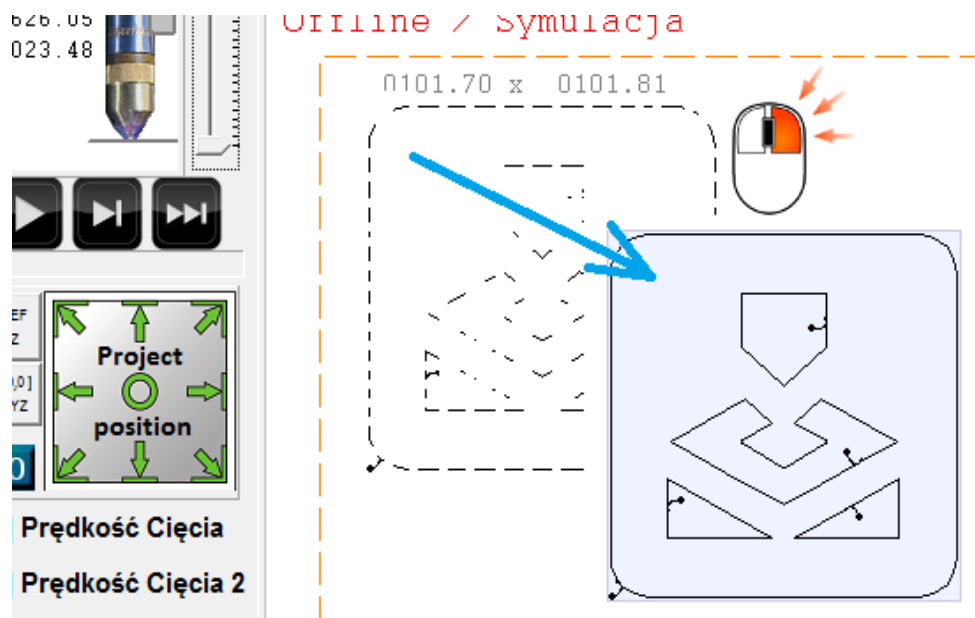 626.05
023.48
Offline / Symulacja
0101.70 x 0101.81
EF
Z
,0]
YZ
Project
position
0
Prędkość Cięcia
Prędkość Cięcia 2